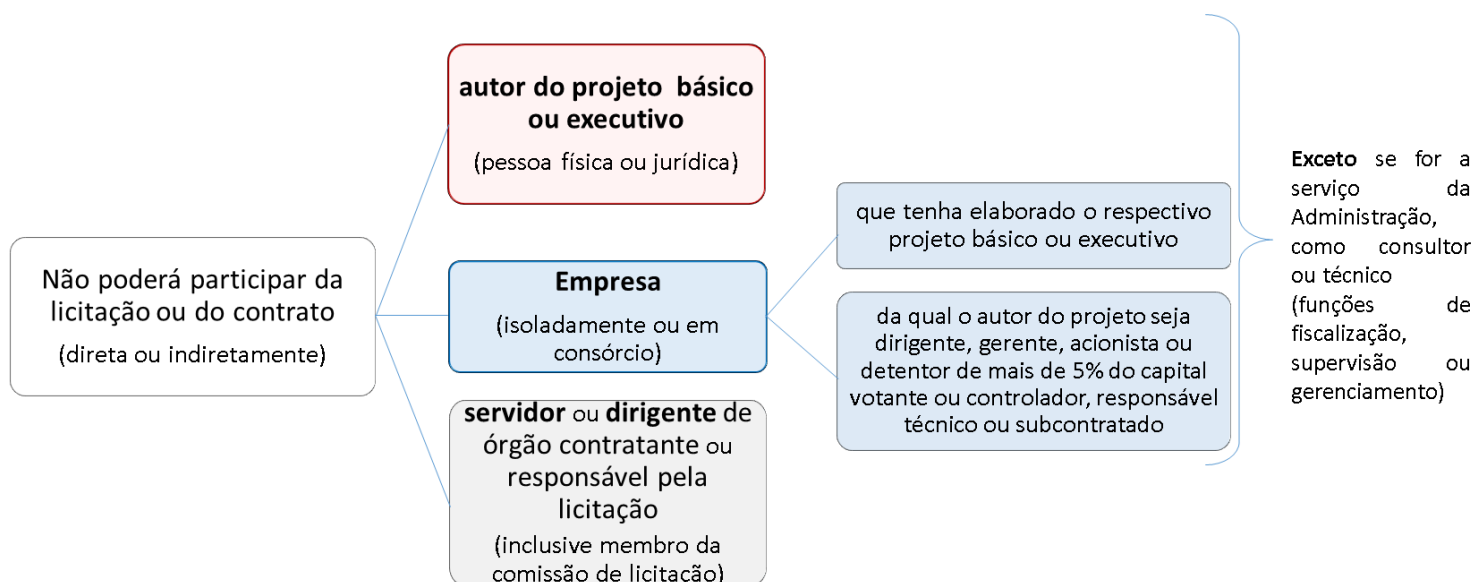 Não poderá participar da
licitação ou do contrato
(direta ou indiretamente)
autor do projeto básico
ou executivo
(pessoa física ou jurídica)
Empresa
(isoladamente ou em
consórcio)
servidor ou dirigente de
órgão contratante ou
responsável pela
licitação
(inclusive membro da
comissão de licitação)
que tenha elaborado o respectivo
projeto básico ou executivo
da qual o autor do projeto seja
dirigente, gerente, acionista ou
detentor de mais de 5% do capital
votante ou controlador, responsável
técnico ou subcontratado
Exceto se for a
serviço da
Administração,
como consultor
ou técnico
(funções de
fiscalização,
supervisão ou
gerenciamento)